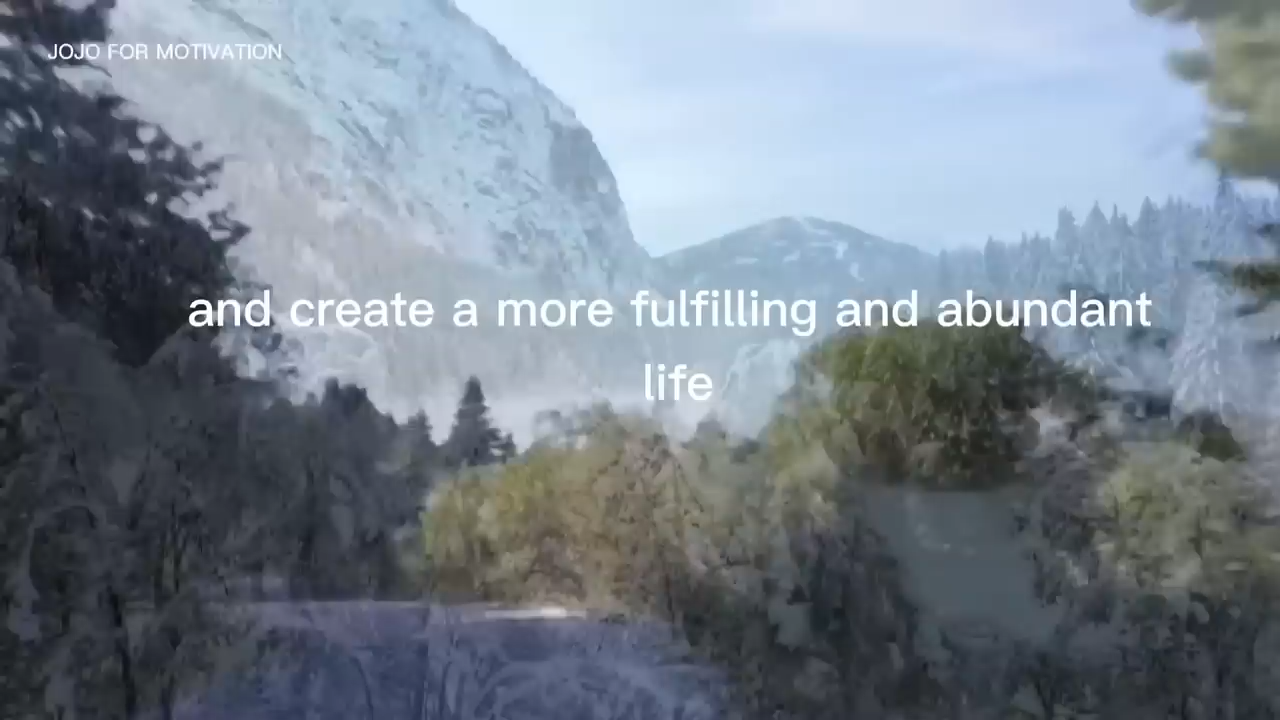 JOJO FOR MOTIVATION
and create a more fulfilling and abundant
life